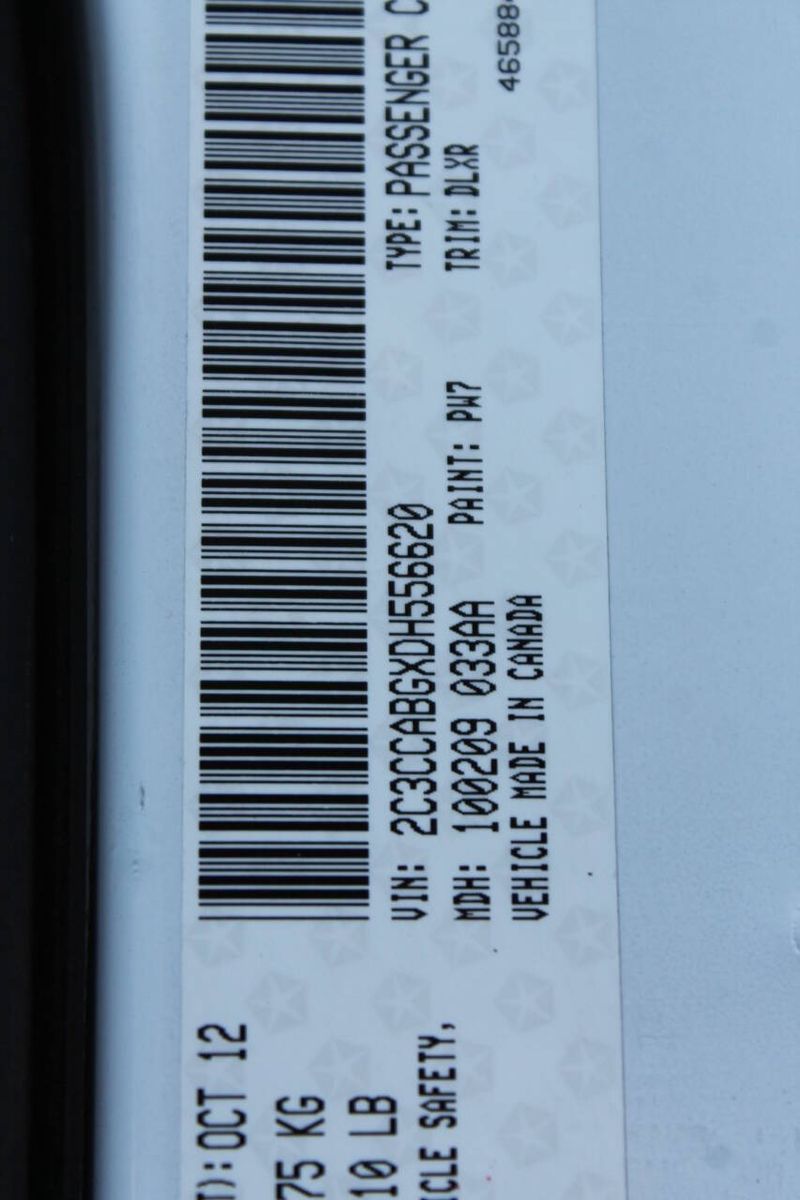 T): OCT 12
75 KG
10 LB
ICLE SAFETY,
VIN: 2C3CCABGXDH556620
TYPE: PASSENGER C
MDH: 100209 033AA
PAINT: PW7
TRIM: DLXR
VEHICLE MADE IN CANADA
46588